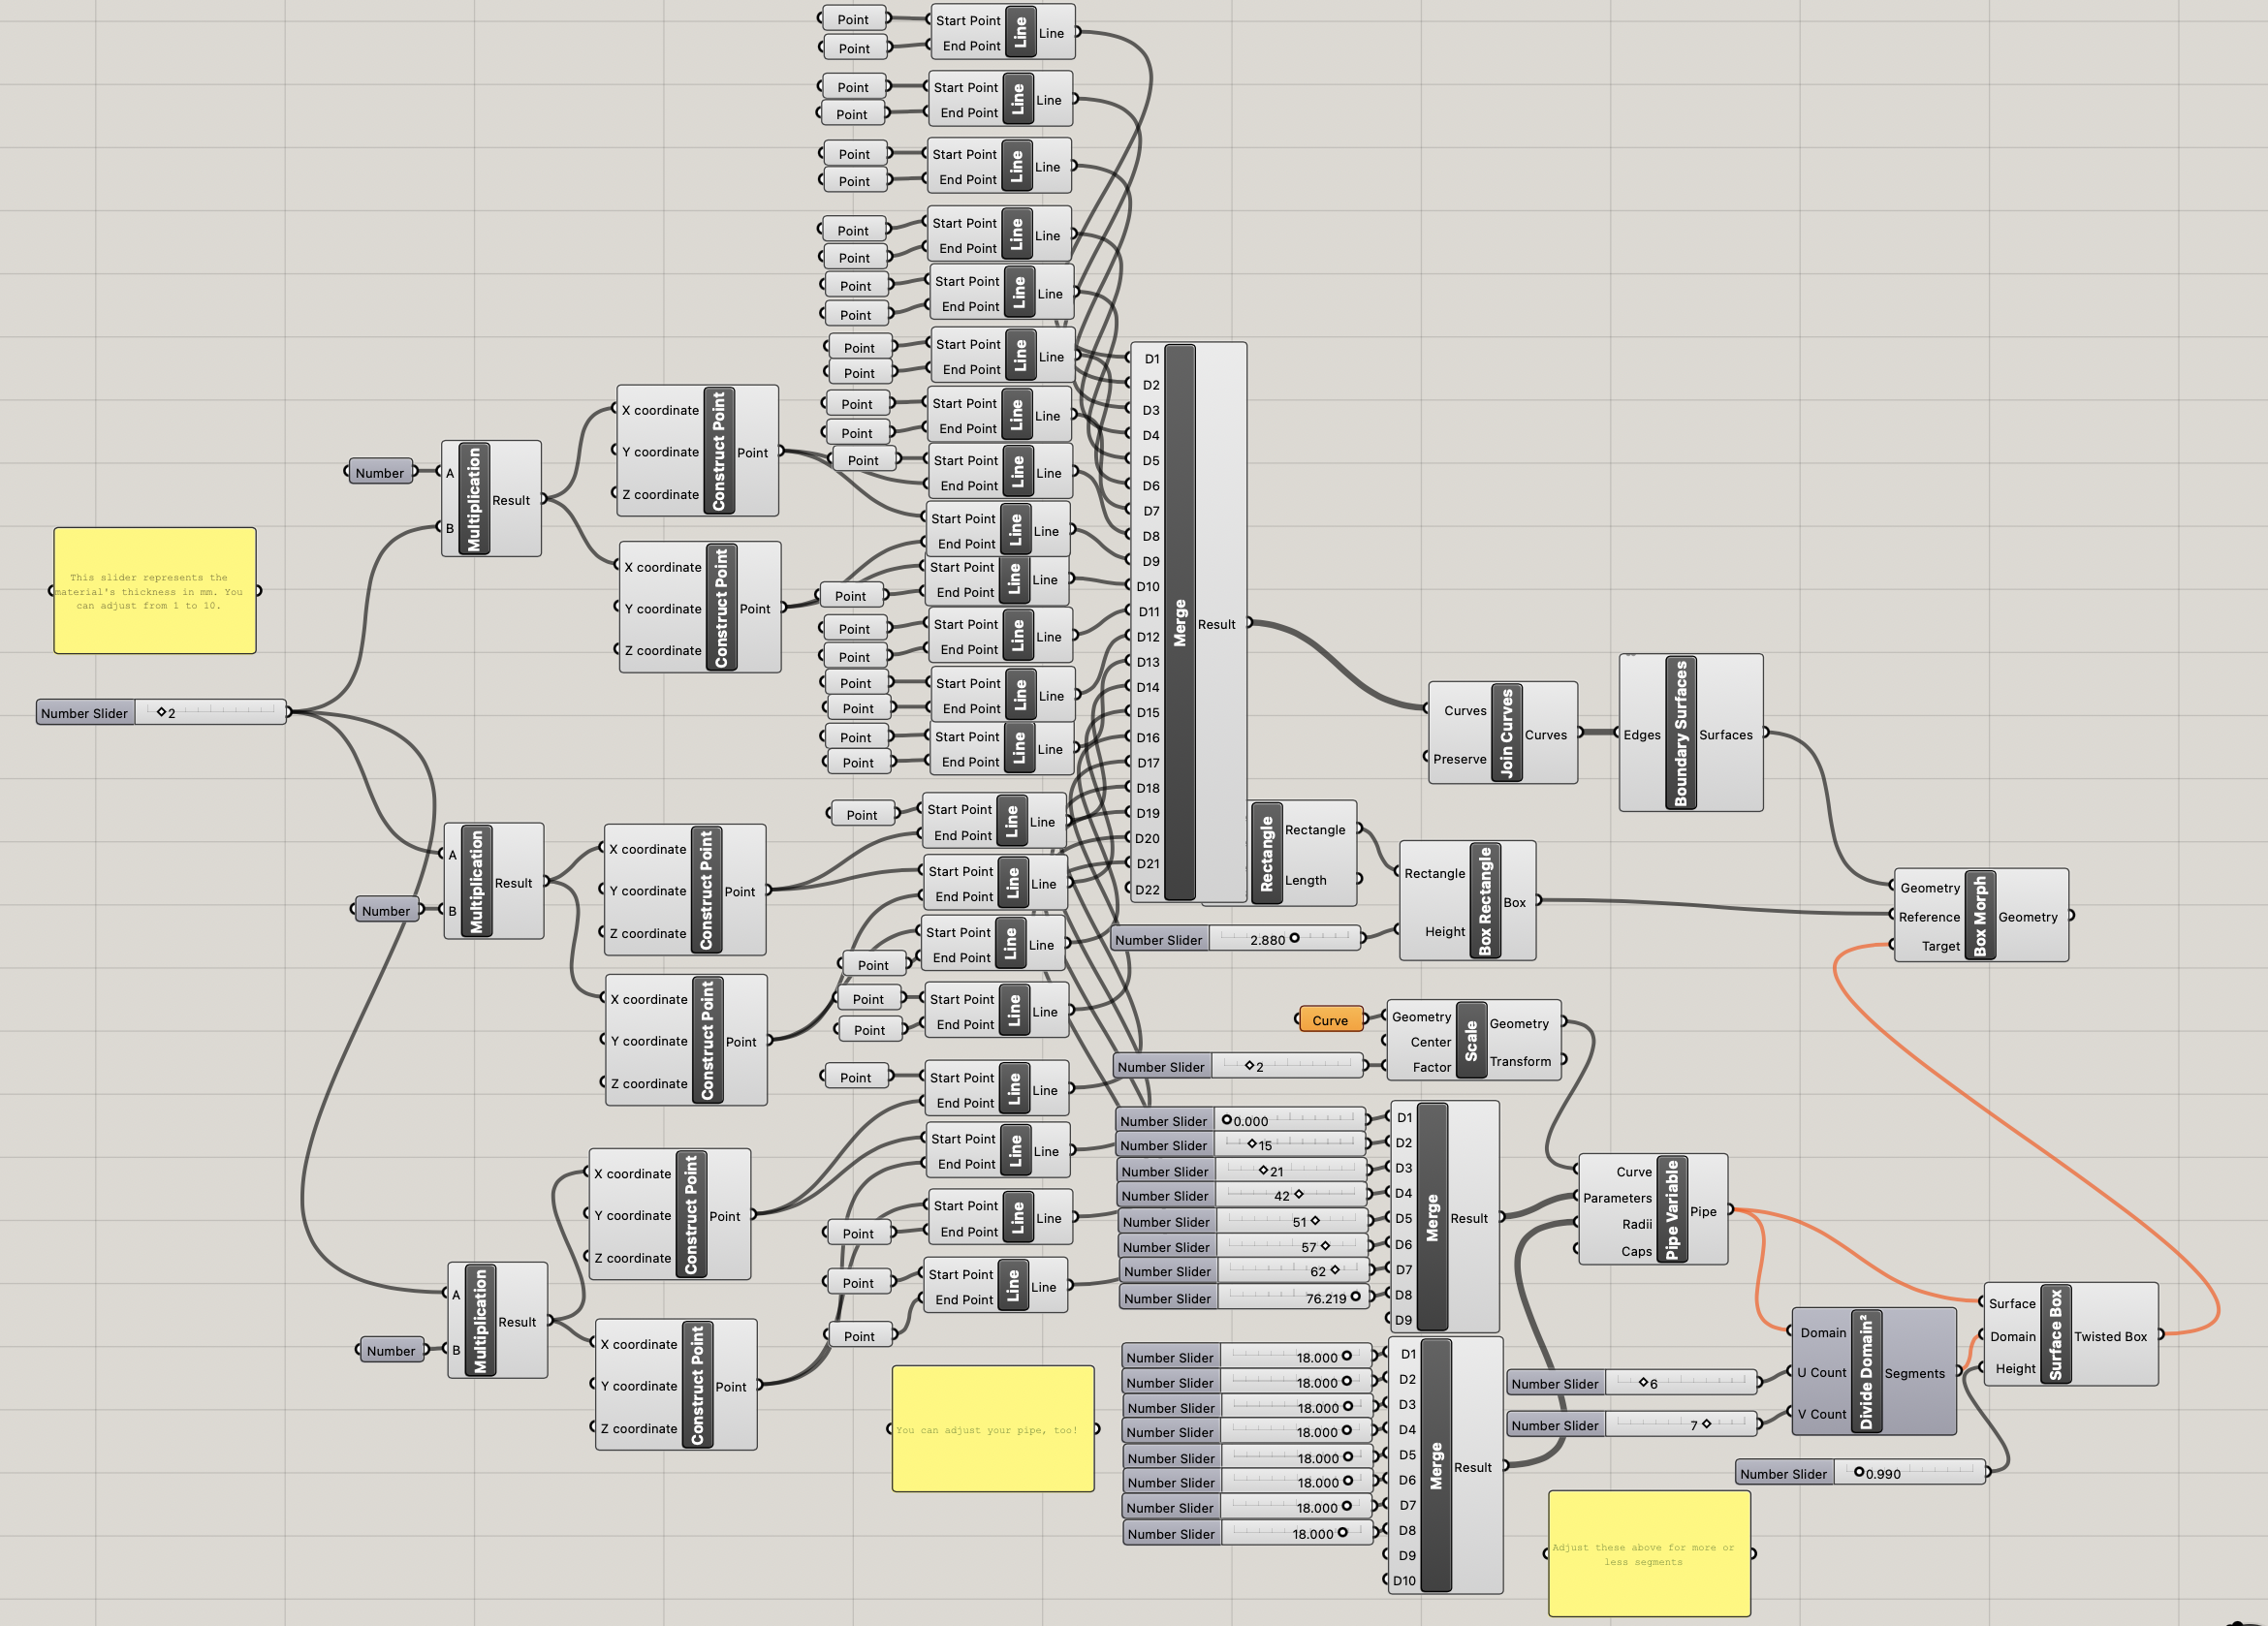 Point
Point
Start Point
End Point
Line
Line
Point
Point
Start Point
End Point
Line
Line
Point
Point
Start Point
End Point
Line
Line
Point
Point
Start Point
End Point
Line
Line
Point
Point
Start Point
End Point
Line
Line
Point
Point
Start Point
End Point
Line
Line
Point
Point
Start Point
End Point
Line
Line
Point
Start Point
End Point
Line
Line
Start Point
End Point
Line
Line
Point
Start Point
End Point
Line
Line
Point
Point
Start Point
End Point
Line
Line
Point
Point
Start Point
End Point
Line
Line
Point
Point
Start Point
End Point
Line
Line
Number
A
B
Multiplication
Result
X coordinate
Y coordinate
Z coordinate
Construct Point
Point
X coordinate
Y coordinate
Z coordinate
Construct Point
Point
This slider represents the
material's thickness in mm. You
can adjust from 1 to 10.
Number Slider
2
Number
A
B
Multiplication
Result
X coordinate
Y coordinate
Z coordinate
Construct Point
Point
X coordinate
Y coordinate
Z coordinate
Construct Point
Point
Point
Start Point
End Point
Line
Line
Start Point
End Point
Line
Line
Point
Start Point
End Point
Line
Line
Point
Point
Start Point
End Point
Line
Line
Number
A
B
Multiplication
Result
X coordinate
Y coordinate
Z coordinate
Construct Point
Point
X coordinate
Y coordinate
Z coordinate
Construct Point
Point
Point
Start Point
End Point
Line
Line
Start Point
End Point
Line
Line
Point
Start Point
End Point
Line
Line
Point
Point
Start Point
End Point
Line
Line
D1
D2
D3
D4
D5
D6
D7
D8
D9
D10
D11
D12
D13
D14
D15
D16
D17
D18
D19
D20
D21
D22
Merge
Result
Rectangle
Rectangle
Length
Curves
Preserve
Join Curves
Curves
Edges
Boundary Surfaces
Surfaces
Number Slider
2.880
Rectangle
Height
Box Rectangle
Box
Geometry
Reference
Target
Box Morph
Geometry
Curve
Number Slider
2
Geometry
Center
Factor
Scale
Geometry
Transform
Number Slider
0.000
Number Slider
15
Number Slider
21
Number Slider
42
Number Slider
51
Number Slider
57
Number Slider
62
Number Slider
76.219
D1
D2
D3
D4
D5
D6
D7
D8
D9
Merge
Result
Curve
Parameters
Radii
Caps
Pipe Variable
Pipe
You can adjust your pipe, too!
Number Slider
18.000
Number Slider
18.000
Number Slider
18.000
Number Slider
18.000
Number Slider
18.000
Number Slider
18.000
Number Slider
18.000
Number Slider
18.000
D1
D2
D3
D4
D5
D6
D7
D8
D9
D10
Merge
Result
Number Slider
6
Number Slider
7
Domain
U Count
V Count
Divide Domain²
Segments
Surface
Domain
Height
Surface Box
Twisted Box
Number Slider
0.990
Adjust these above for more or
less segments